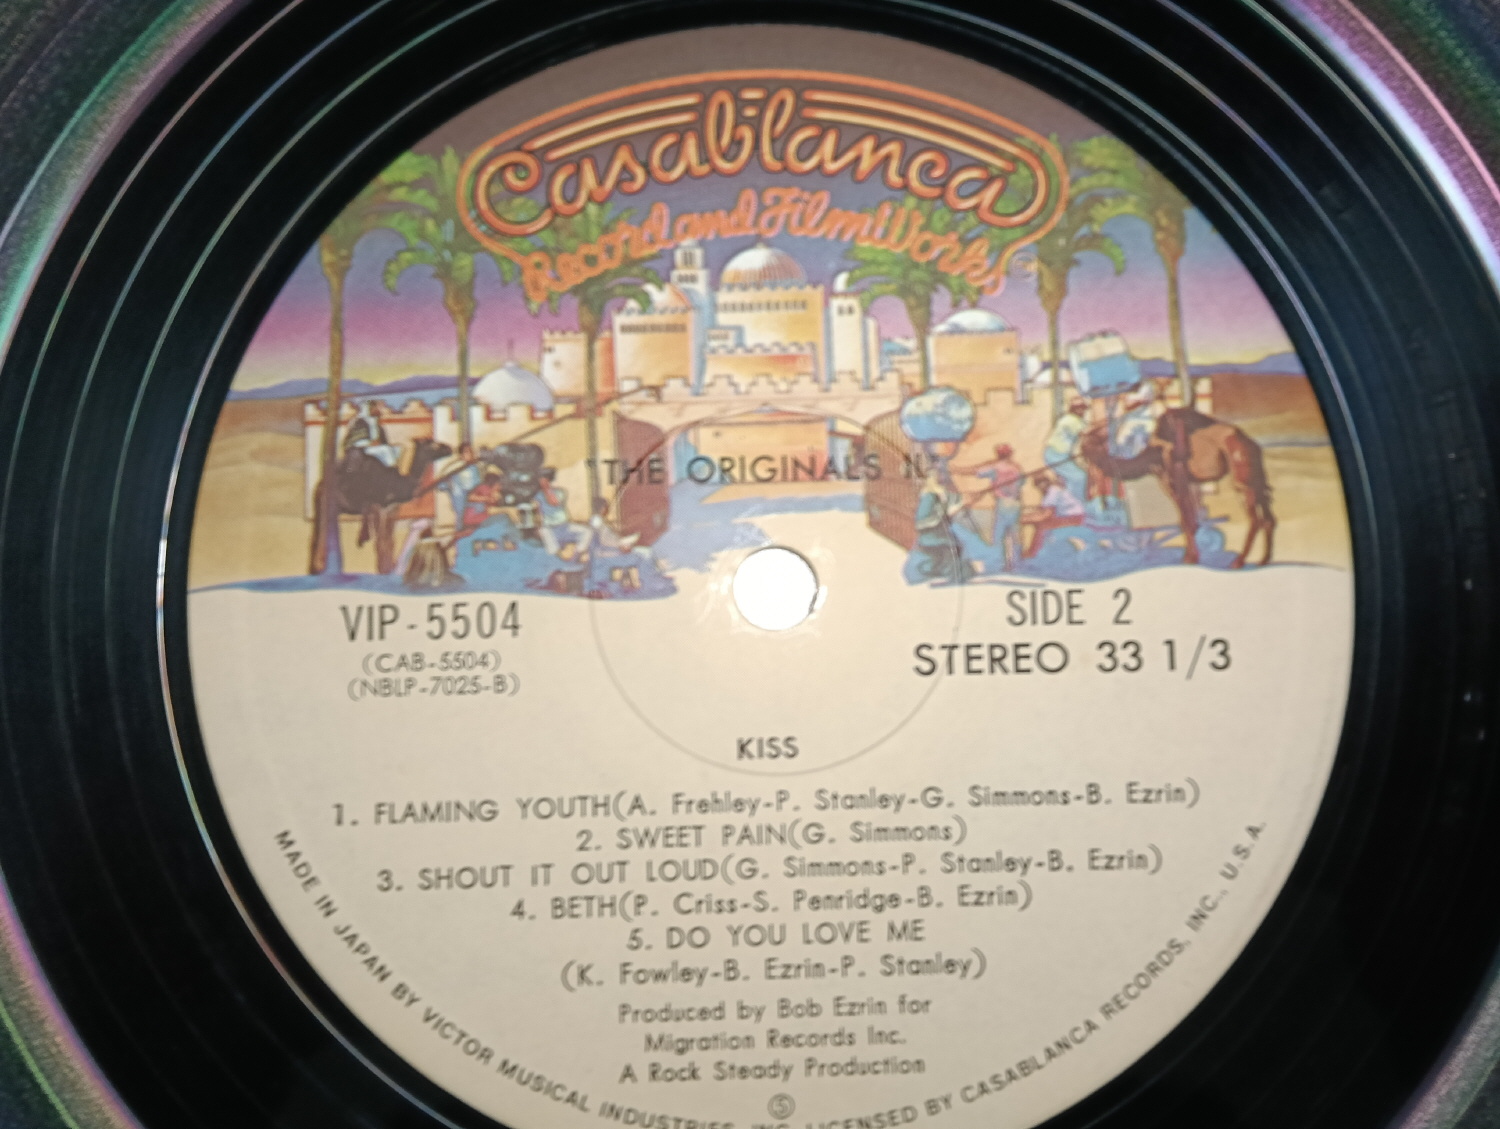 Casablanca
Record and FilmWorks
"THE ORIGINALS II"
VIP-5504
(CAB-5504)
(NBLP-7025-B)
SIDE 2
STEREO 33 1/3
KISS
1. FLAMING YOUTH(A. Frehley-P. Stanley-G. Simmons-B. Ezrin)
2. SWEET PAIN(G. Simmons)
3. SHOUT IT OUT LOUD(G. Simmons-P. Stanley-B. Ezrin)
4. BETH(P. Criss-S. Penridge-B. Ezrin)
5. DO YOU LOVE ME
(K. Fowley-B. Ezrin-P. Stanley)
Produced by Bob Ezrin for
Migration Records Inc.
A Rock Steady Production
Ⓢ
MADE IN JAPAN BY VICTOR MUSICAL INDUSTRIES, INC. LICENSED BY CASABLANCA RECORDS, INC., U.S.A.